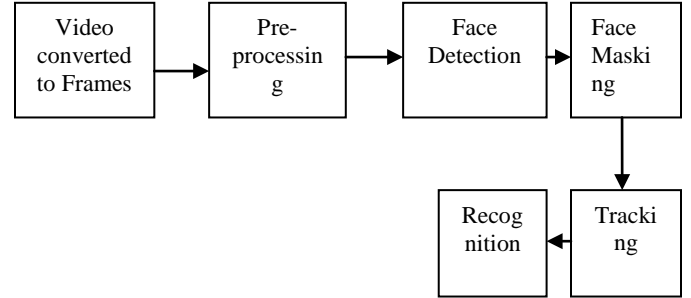 Video
converted
to Frames
Pre-
processin
g
Face
Detection
Face
Maski
ng
Recog
nition
Tracki
ng